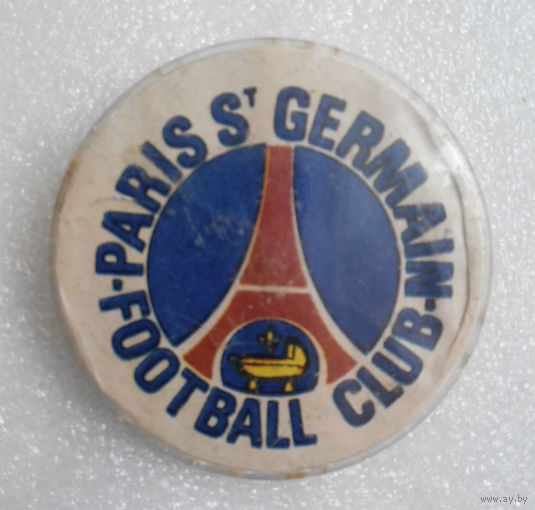 PARIS ST GERMAIN
-FOOTBALL CLUB-
www.ay.by